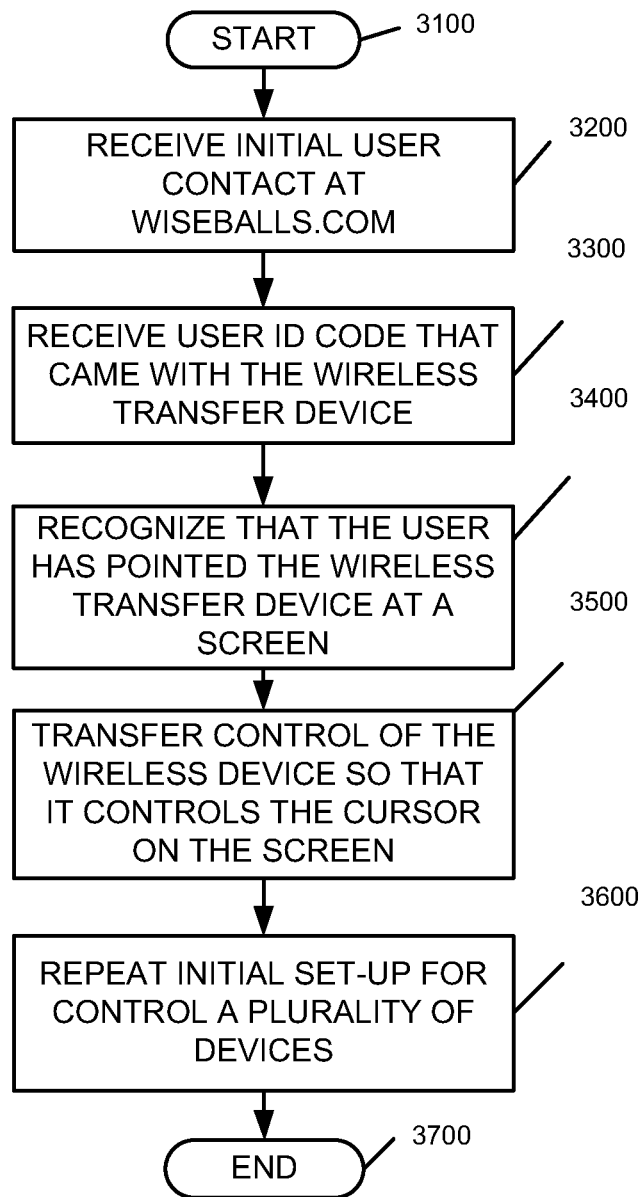 START
3100
RECEIVE INITIAL USER
CONTACT AT
WISEBALLS.COM
3200
3300
RECEIVE USER ID CODE THAT
CAME WITH THE WIRELESS
TRANSFER DEVICE
3400
RECOGNIZE THAT THE USER
HAS POINTED THE WIRELESS
TRANSFER DEVICE AT A
SCREEN
3500
TRANSFER CONTROL OF THE
WIRELESS DEVICE SO THAT
IT CONTROLS THE CURSOR
ON THE SCREEN
3600
REPEAT INITIAL SET-UP FOR
CONTROL A PLURALITY OF
DEVICES
3700
END